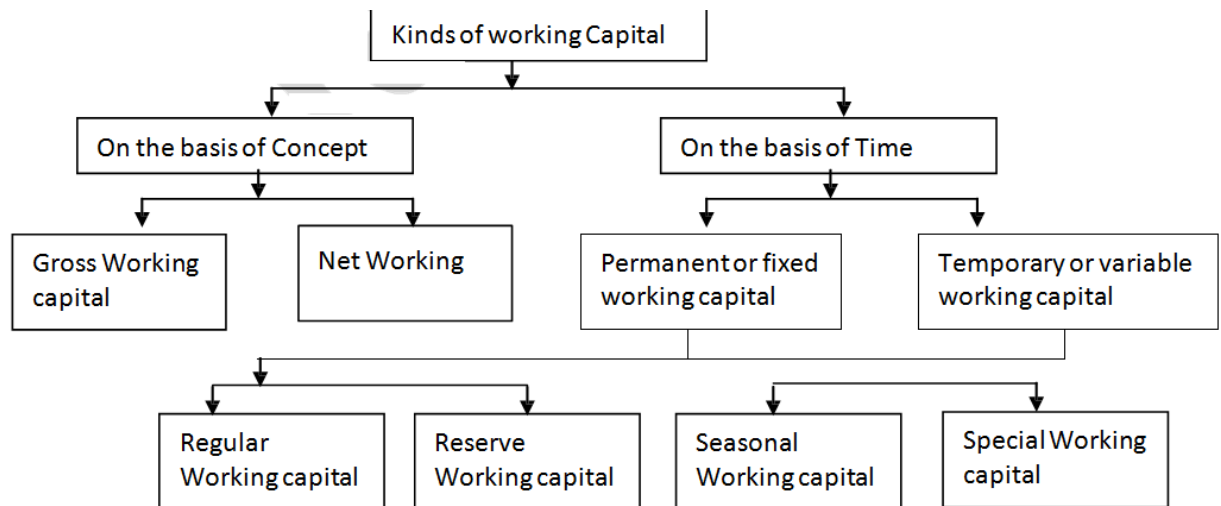 Kinds of working Capital
On the basis of Concept
On the basis of Time
Gross Working
capital
Net Working
Permanent or fixed
working capital
Temporary or variable
working capital
Regular
Working capital
Reserve
Working capital
Seasonal
Working capital
Special Working
capital